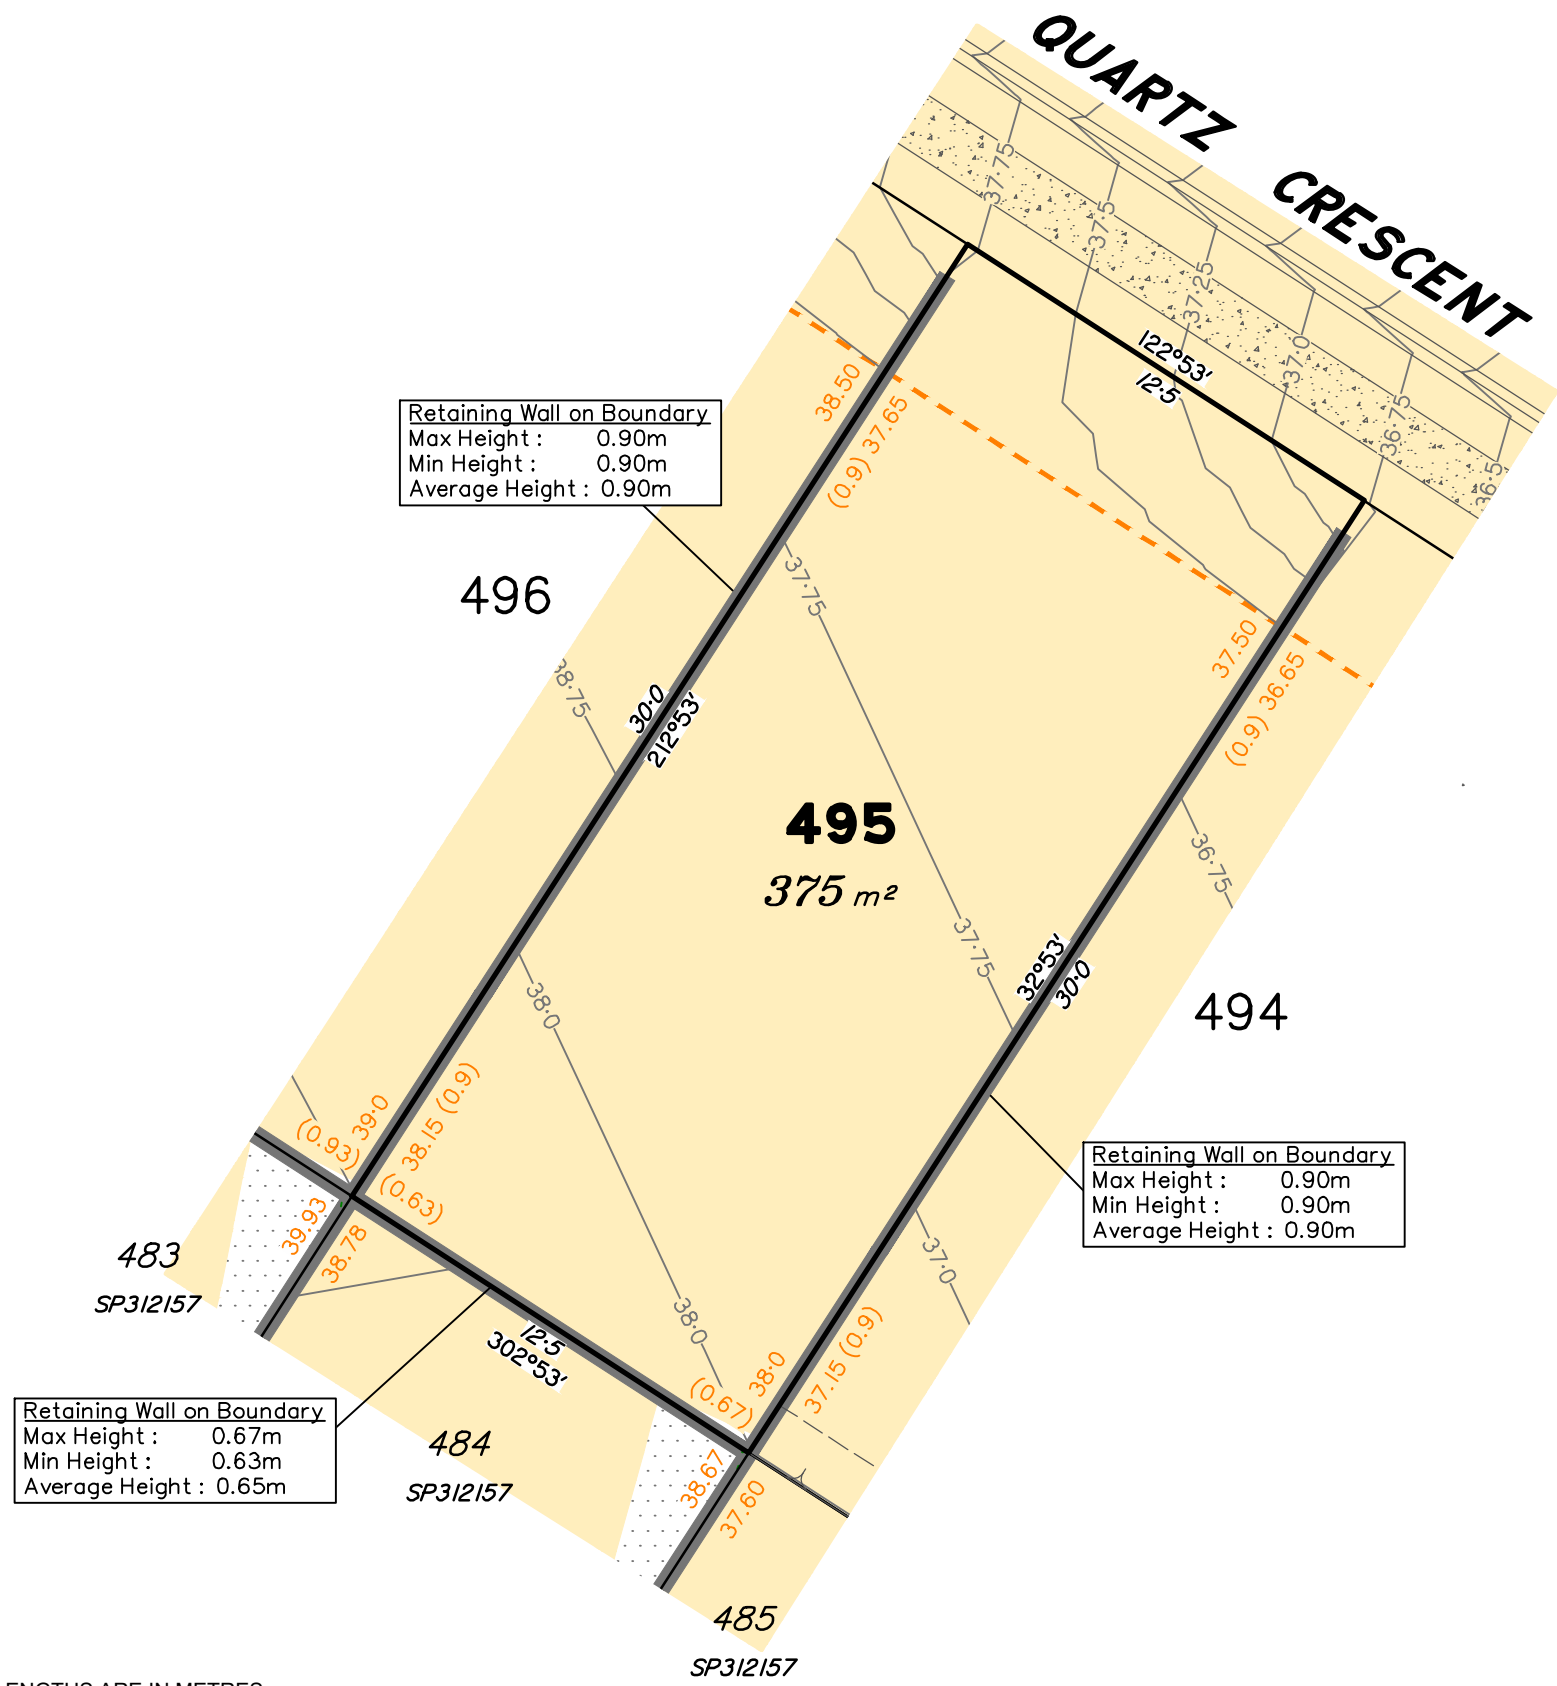 QUARTZ CRESCENT
37·75
37·5
37·25
37·0
36·75
36·5
122°53'
12·5
Retaining Wall on Boundary
Max Height : 0.90m
Min Height : 0.90m
Average Height : 0.90m
38.50
(0.9) 37.65
496
37·75
37.50
(0.9) 36.65
38·75
30·0
212°53'
495
375 m²
36·75
37·75
32°53'
30·0
494
38·0
39·0
(0.93)
38.15 (0.9)
(0.63)
Retaining Wall on Boundary
Max Height : 0.90m
Min Height : 0.90m
Average Height : 0.90m
39.93
38.78
483
SP312157
37·0
38·0
12·5
302°53'
38·0
(0.67)
37.15 (0.9)
Retaining Wall on Boundary
Max Height : 0.67m
Min Height : 0.63m
Average Height : 0.65m
484
SP312157
38.67
37.60
485
SP312157
ARE IN METRES